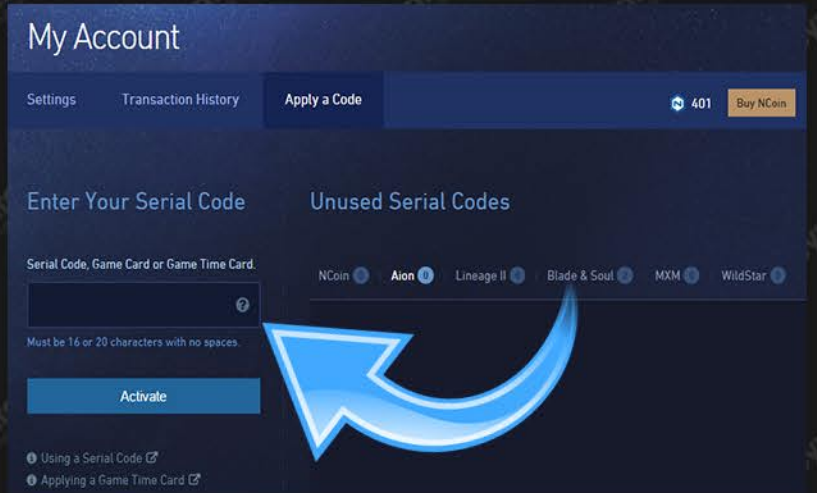 My Account
Settings Transaction History Apply a Code 401 Buy NCoin
Enter Your Serial Code
Unused Serial Codes
Serial Code, Game Card or Game Time Card.
NCoin Aion 0 Lineage II Blade & Soul MXM WildStar
Must be 16 or 20 characters with no spaces.
Activate
Using a Serial Code
Applying a Game Time Card